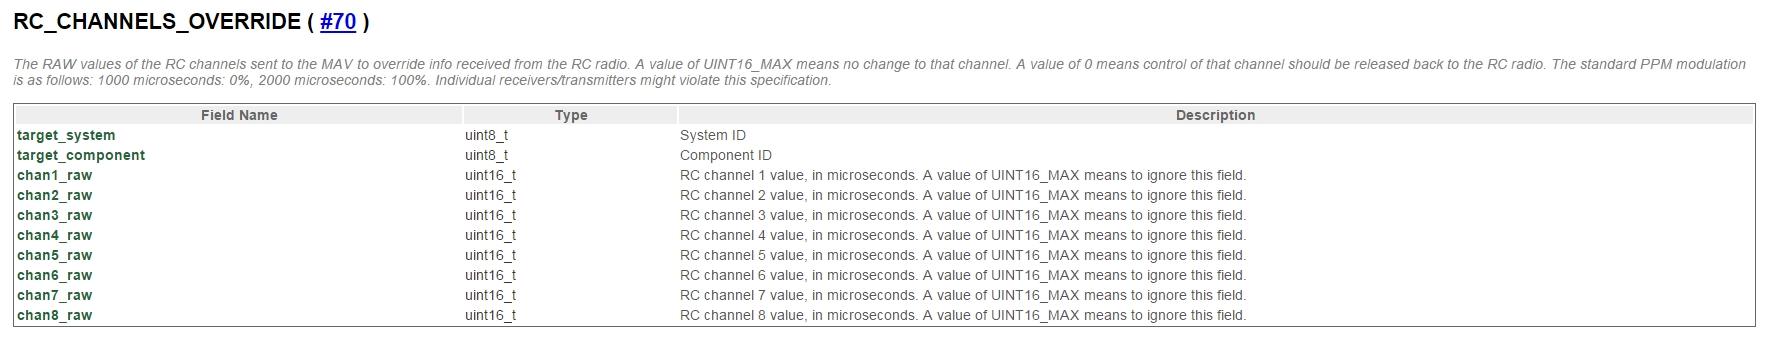 RC_CHANNELS_OVERRIDE ( #70 )
The RAW values of the RC channels sent to the MAV to override info received from the RC radio. A value of UINT16_MAX means no change to that channel. A value of 0 means control of that channel should be released back to the RC radio. The standard PPM modulation
is as follows: 1000 microseconds: 0%, 2000 microseconds: 100%. Individual receivers/transmitters might violate this specification.
Field Name Type Description
target_system uint8_t System ID
target_component uint8_t Component ID
chan1_raw uint16_t RC channel 1 value, in microseconds. A value of UINT16_MAX means to ignore this field.
chan2_raw uint16_t RC channel 2 value, in microseconds. A value of UINT16_MAX means to ignore this field.
chan3_raw uint16_t RC channel 3 value, in microseconds. A value of UINT16_MAX means to ignore this field.
chan4_raw uint16_t RC channel 4 value, in microseconds. A value of UINT16_MAX means to ignore this field.
chan5_raw uint16_t RC channel 5 value, in microseconds. A value of UINT16_MAX means to ignore this field.
chan6_raw uint16_t RC channel 6 value, in microseconds. A value of UINT16_MAX means to ignore this field.
chan7_raw uint16_t RC channel 7 value, in microseconds. A value of UINT16_MAX means to ignore this field.
chan8_raw uint16_t RC channel 8 value, in microseconds. A value of UINT16_MAX means to ignore this field.